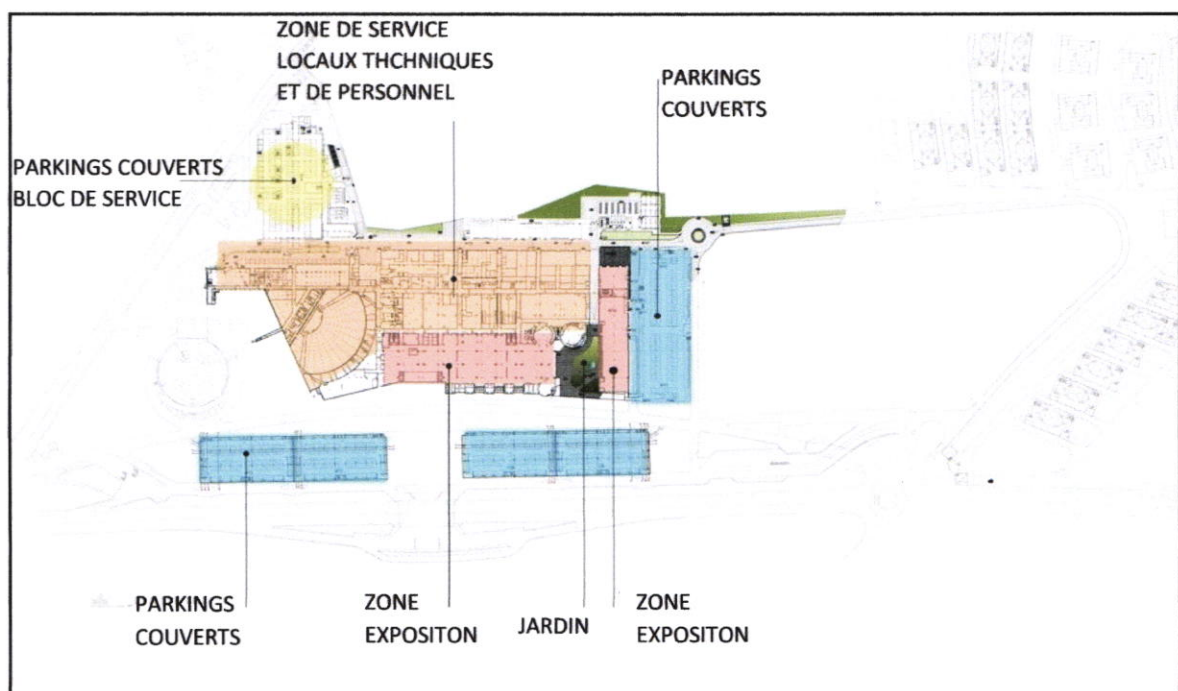 ZONE DE SERVICE
LOCAUX THCHNIQUES
ET DE PERSONNEL
PARKINGS
COUVERTS
PARKINGS COUVERTS
BLOC DE SERVICE
PARKINGS
COUVERTS
ZONE
EXPOSITON
JARDIN
ZONE
EXPOSITON